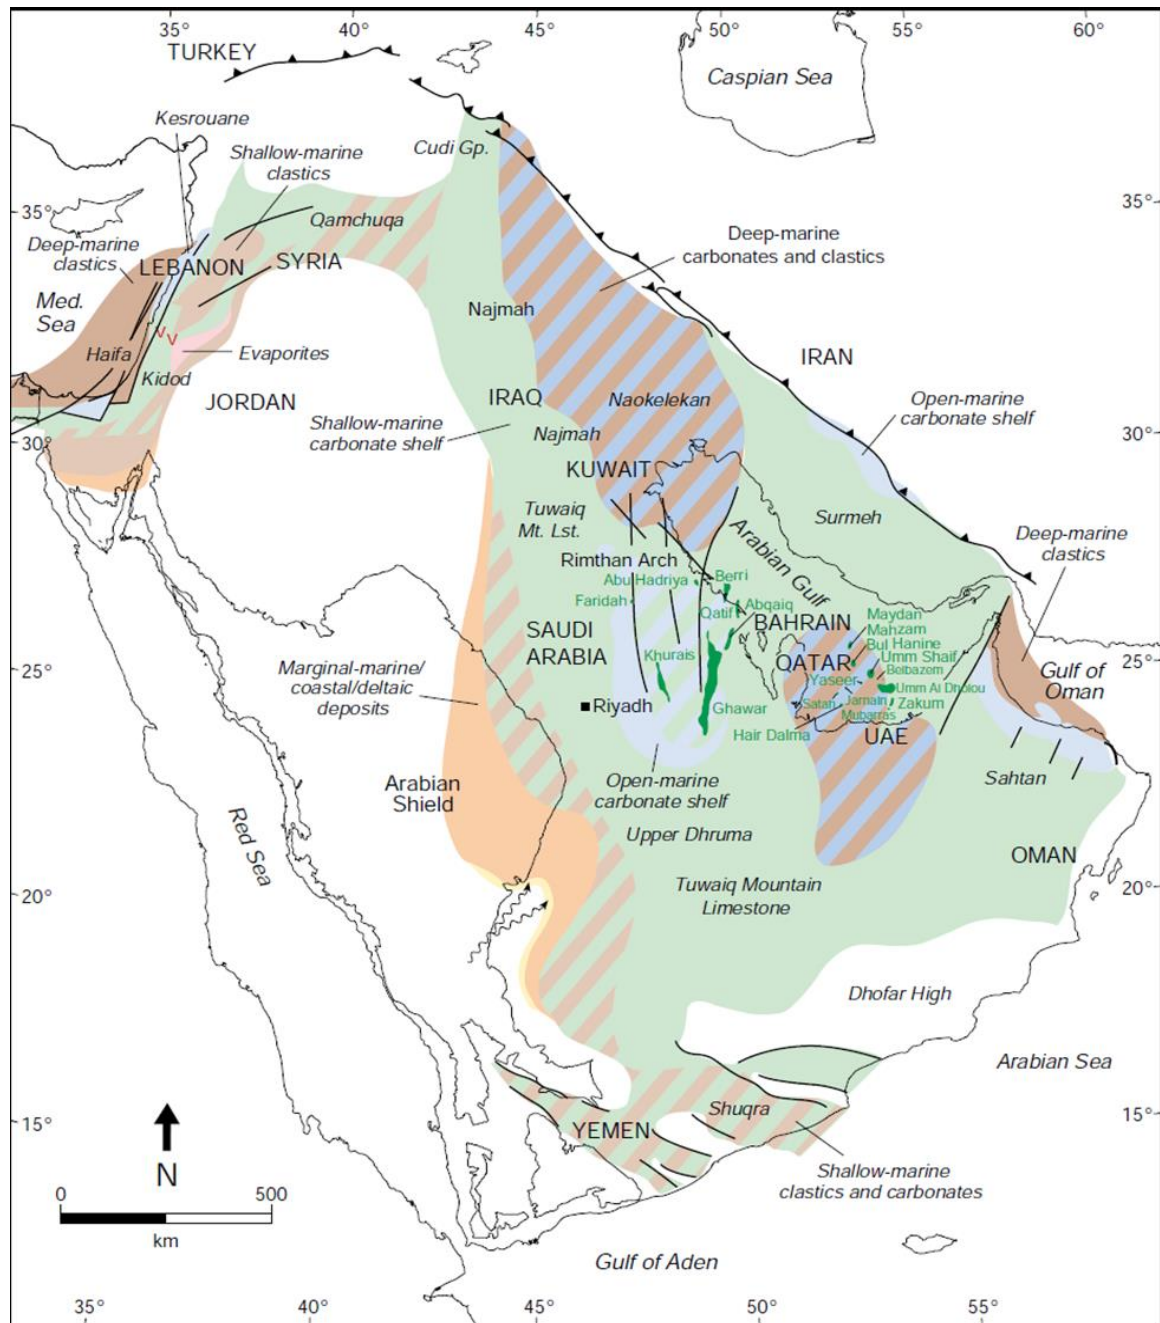 35°
40°
45°
50°
55°
60°
TURKEY
Caspian Sea
Kesrouane
Cudi Gp.
Shallow-marine
clastics
35°
35°
Qamchuqa
Deep-marine
clastics
Deep-marine
carbonates and clastics
LEBANON
SYRIA
Med.
Sea
Najmah
Haifa
Evaporites
IRAN
Kidod
JORDAN
IRAQ
Naokelekan
Open-marine
carbonate shelf
Shallow-marine
carbonate shelf
Najmah
30°
30°
KUWAIT
Tuwaiq
Mt. Lst.
Surmeh
Arabian Gulf
Deep-marine
clastics
Rimthan Arch
Abu Hadriya
Berri
Faridah
Qatif
Abqaiq
BAHRAIN
Maydan
Mahzam
SAUDI
ARABIA
Bul Hanine
Khurais
QATAR
Umm Shaif
Belbazem
25°
25°
Marginal-marine/
coastal/deltaic
deposits
Yaseer
Umm Al Dholou
Gulf of
Oman
Riyadh
Ghawar
Satah
Jarnain
Zakum
Mubarras
Hair Dalma
UAE
Open-marine
carbonate shelf
Sahtan
Arabian
Shield
Red Sea
Upper Dhruma
OMAN
20°
20°
Tuwaiq Mountain
Limestone
Dhofar High
Arabian Sea
15°
15°
Shuqra
YEMEN
N
Shallow-marine
clastics and carbonates
0
500
km
Gulf of Aden
35°
40°
45°
50°
55°
V
V